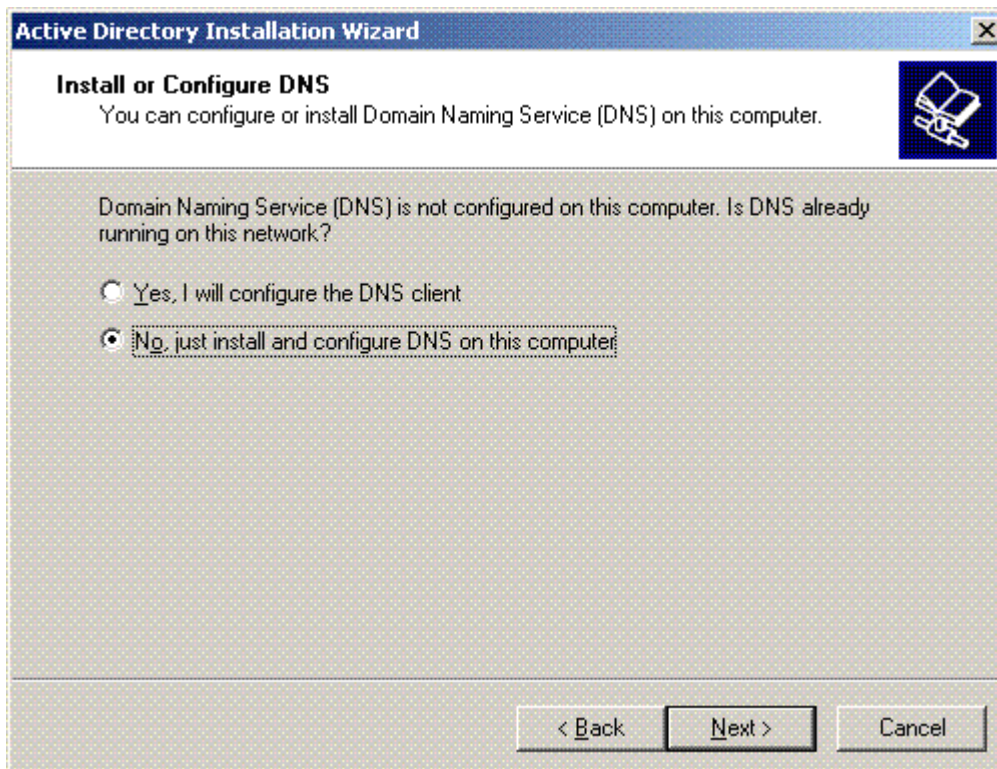 Active Directory Installation Wizard
Install or Configure DNS
You can configure or install Domain Naming Service (DNS) on this computer.
Domain Naming Service (DNS) is not configured on this computer. Is DNS already
running on this network?
Yes, I will configure the DNS client
No, just install and configure DNS on this computer
< Back Next > Cancel